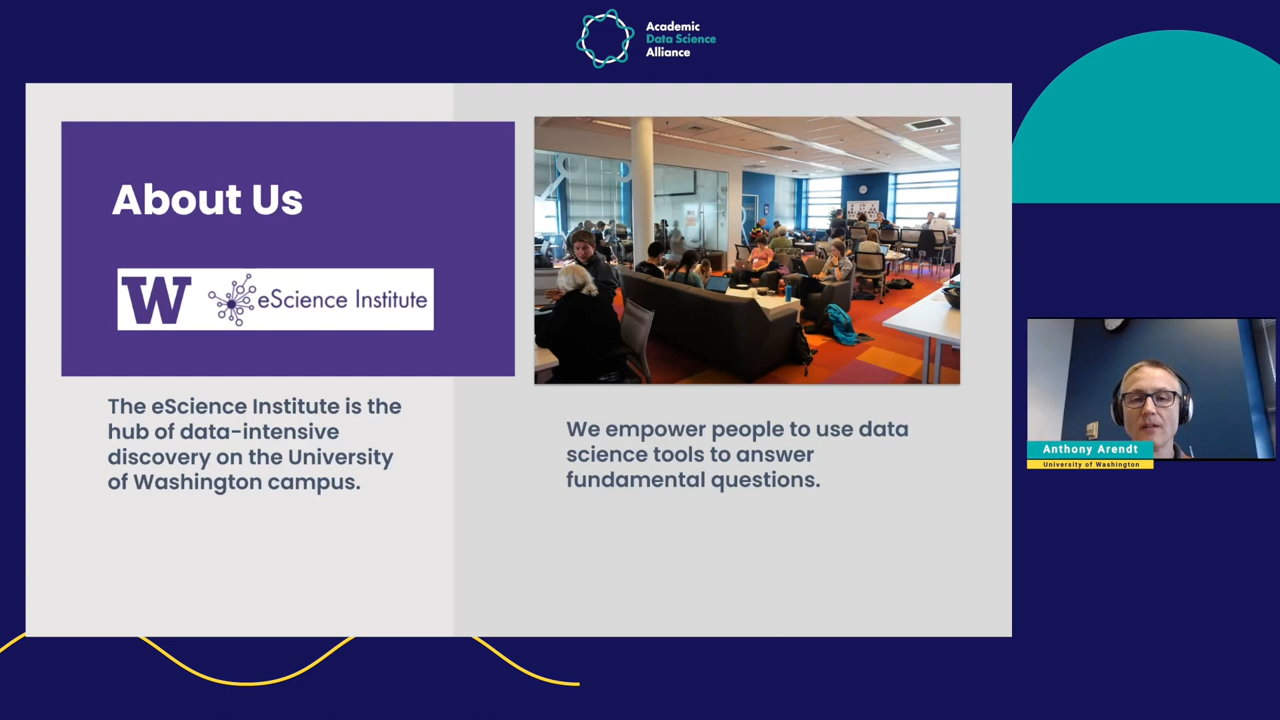 Academic
Data Science
Alliance
About Us
W eScience Institute
The eScience Institute is the
hub of data-intensive
discovery on the University
of Washington campus.
We empower people to use data
science tools to answer
fundamental questions.
Anthony Arendt
University of Washington